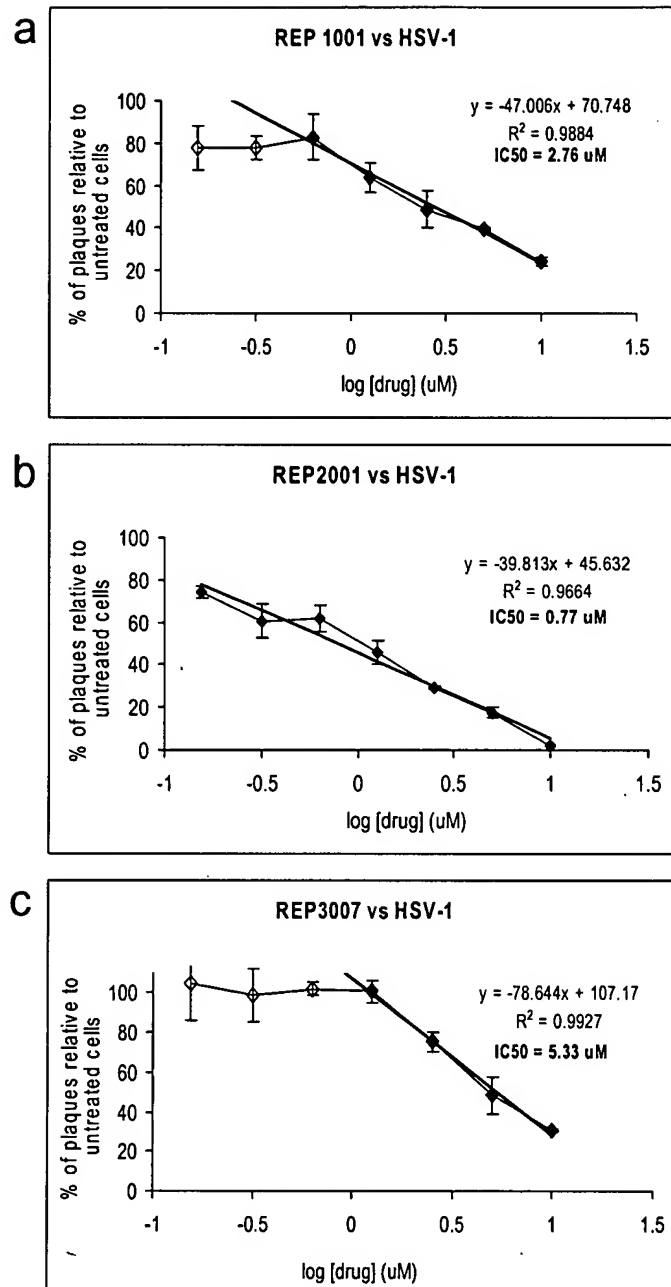 a
REP 1001 vs HSV-1
% of plaques relative to
untreated cells
100
80
60
40
20
0
y = -47.006x + 70.748
R² = 0.9884
IC50 = 2.76 uM
-1
-0.5
0
0.5
1
1.5
log [drug] (uM)
b
REP2001 vs HSV-1
% of plaques relative to
untreated cells
100
80
60
40
20
0
y = -39.813x + 45.632
R² = 0.9664
IC50 = 0.77 uM
-1
-0.5
0
0.5
1
1.5
log [drug] (uM)
c
REP3007 vs HSV-1
% of plaques relative to
untreated cells
100
80
60
40
20
0
y = -78.644x + 107.17
R² = 0.9927
IC50 = 5.33 uM
-1
-0.5
0
0.5
1
1.5
log [drug] (uM)